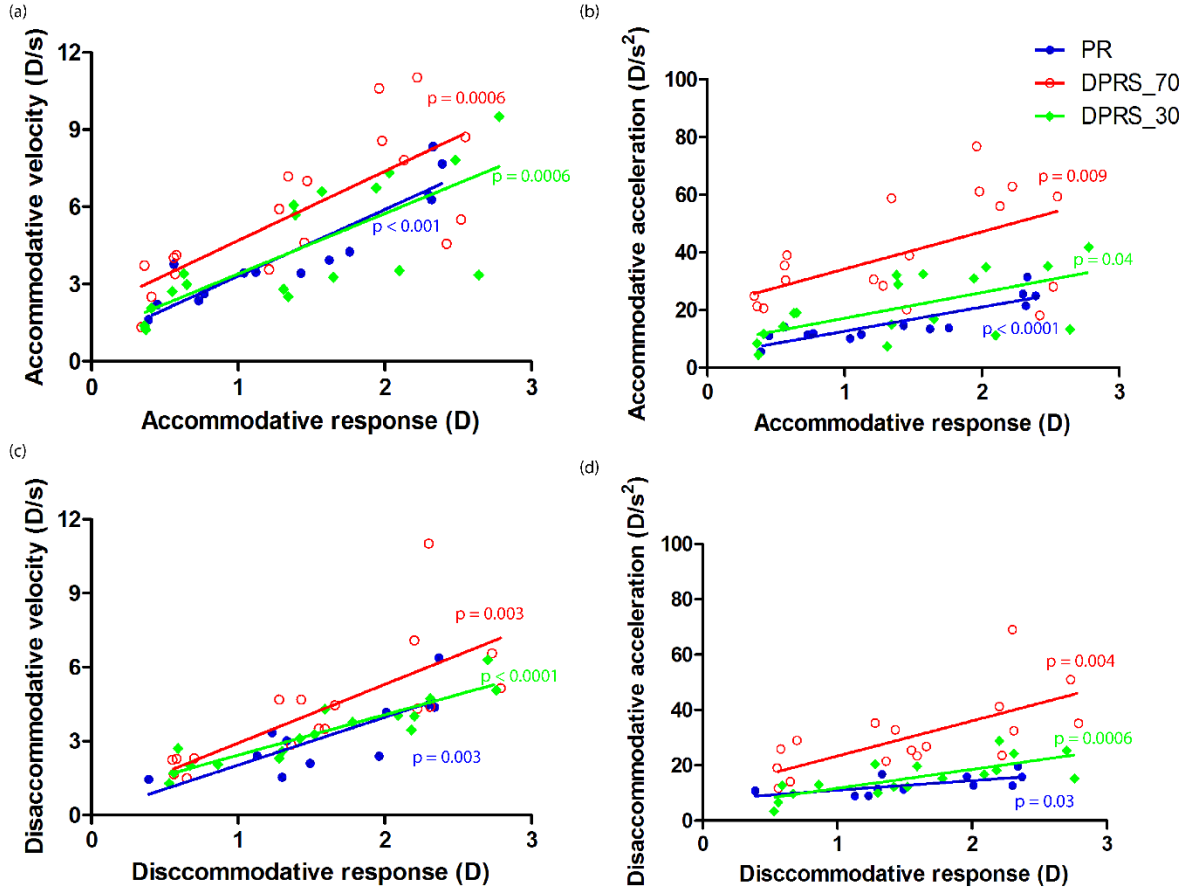 (a)
Accommodative velocity (D/s)
12
9
6
3
0
p = 0.0006
p = 0.0006
p < 0.001
0 1 2 3
Accommodative response (D)
(b)
Accommodative acceleration (D/s²)
100
80
60
40
20
0
PR
DPRS_70
DPRS_30
p = 0.009
p = 0.04
p < 0.0001
0 1 2 3
Accommodative response (D)
(c)
Disaccommodative velocity (D/s)
12
9
6
3
0
p = 0.003
p < 0.0001
p = 0.003
0 1 2 3
Disccommodative response (D)
(d)
Disaccommodative acceleration (D/s²)
100
80
60
40
20
0
p = 0.004
p = 0.0006
p = 0.03
0 1 2 3
Disccommodative response (D)